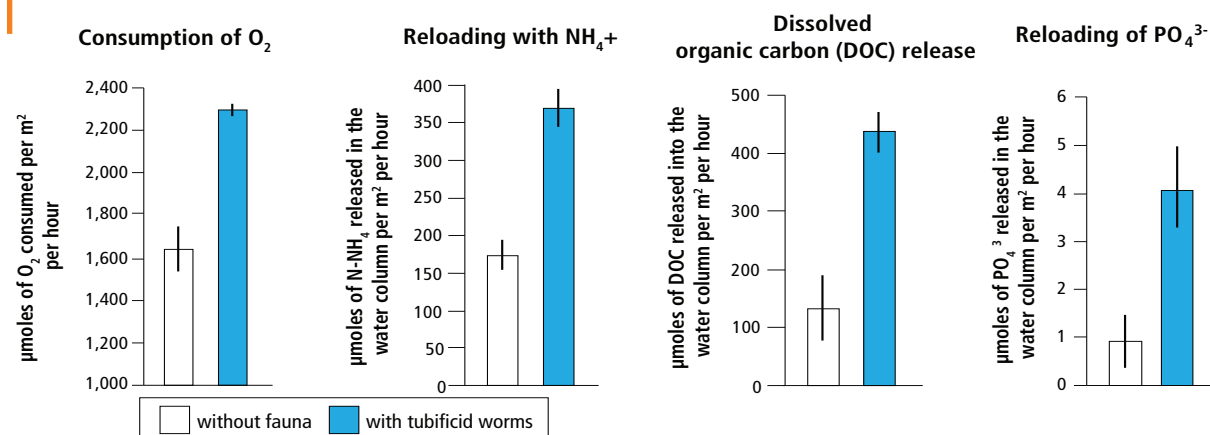 Consumption of O₂
μmoles of O₂ consumed per m²
per hour
2,400
2,200
2,000
1,800
1,600
1,400
1,200
1,000
Reloading with NH₄+
μmoles of N-NH₄ released in the
water column per m² per hour
400
350
300
250
200
150
100
50
0
Dissolved
organic carbon (DOC) release
μmoles of DOC released into the
water column per m² per hour
500
400
300
200
100
0
Reloading of PO₄³⁻
μmoles of PO₄ ³ released in the
water column per m² per hour
6
5
4
3
2
1
0
without fauna
with tubificid worms